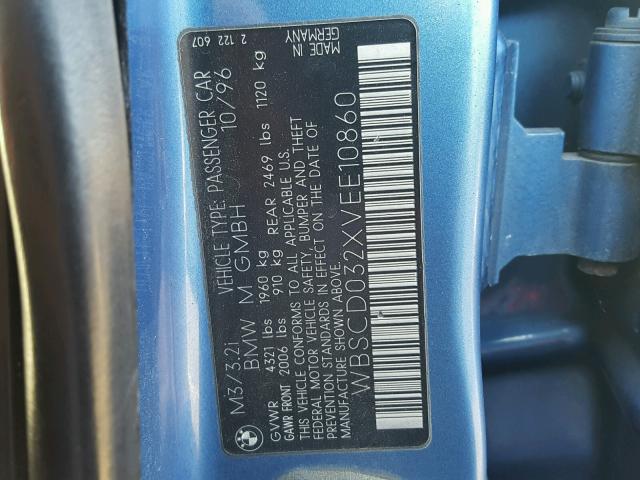 M3/3.2i VEHICLE TYPE: PASSENGER CAR 2 122 607
BMW M GMBH 10/96
GVWR 4321 lbs 1960 kg
GAWR FRONT 2006 lbs 910 kg REAR 2469 lbs 1120 kg
THIS VEHICLE CONFORMS TO ALL APPLICABLE U.S. MADE IN
FEDERAL MOTOR VEHICLE SAFETY, BUMPER AND THEFT GERMANY
PREVENTION STANDARDS IN EFFECT ON THE DATE OF
MANUFACTURE SHOWN ABOVE.
WBSCD032XVEE10860